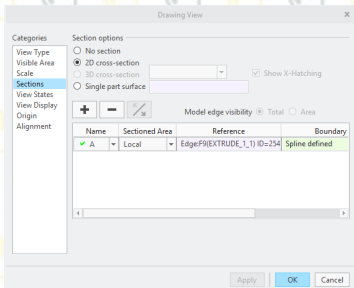 Drawing View
X
Categories
Section options
View Type
Visible Area
Scale
Sections
View States
View Display
Origin
Alignment
No section
2D cross-section
3D cross-section
Show X-Hatching
Single part surface
Model edge visibility Total Area
Name Sectioned Area Reference Boundary
A Local Edge:F9(EXTRUDE_1_1) ID=254 Spline defined
Apply OK Cancel